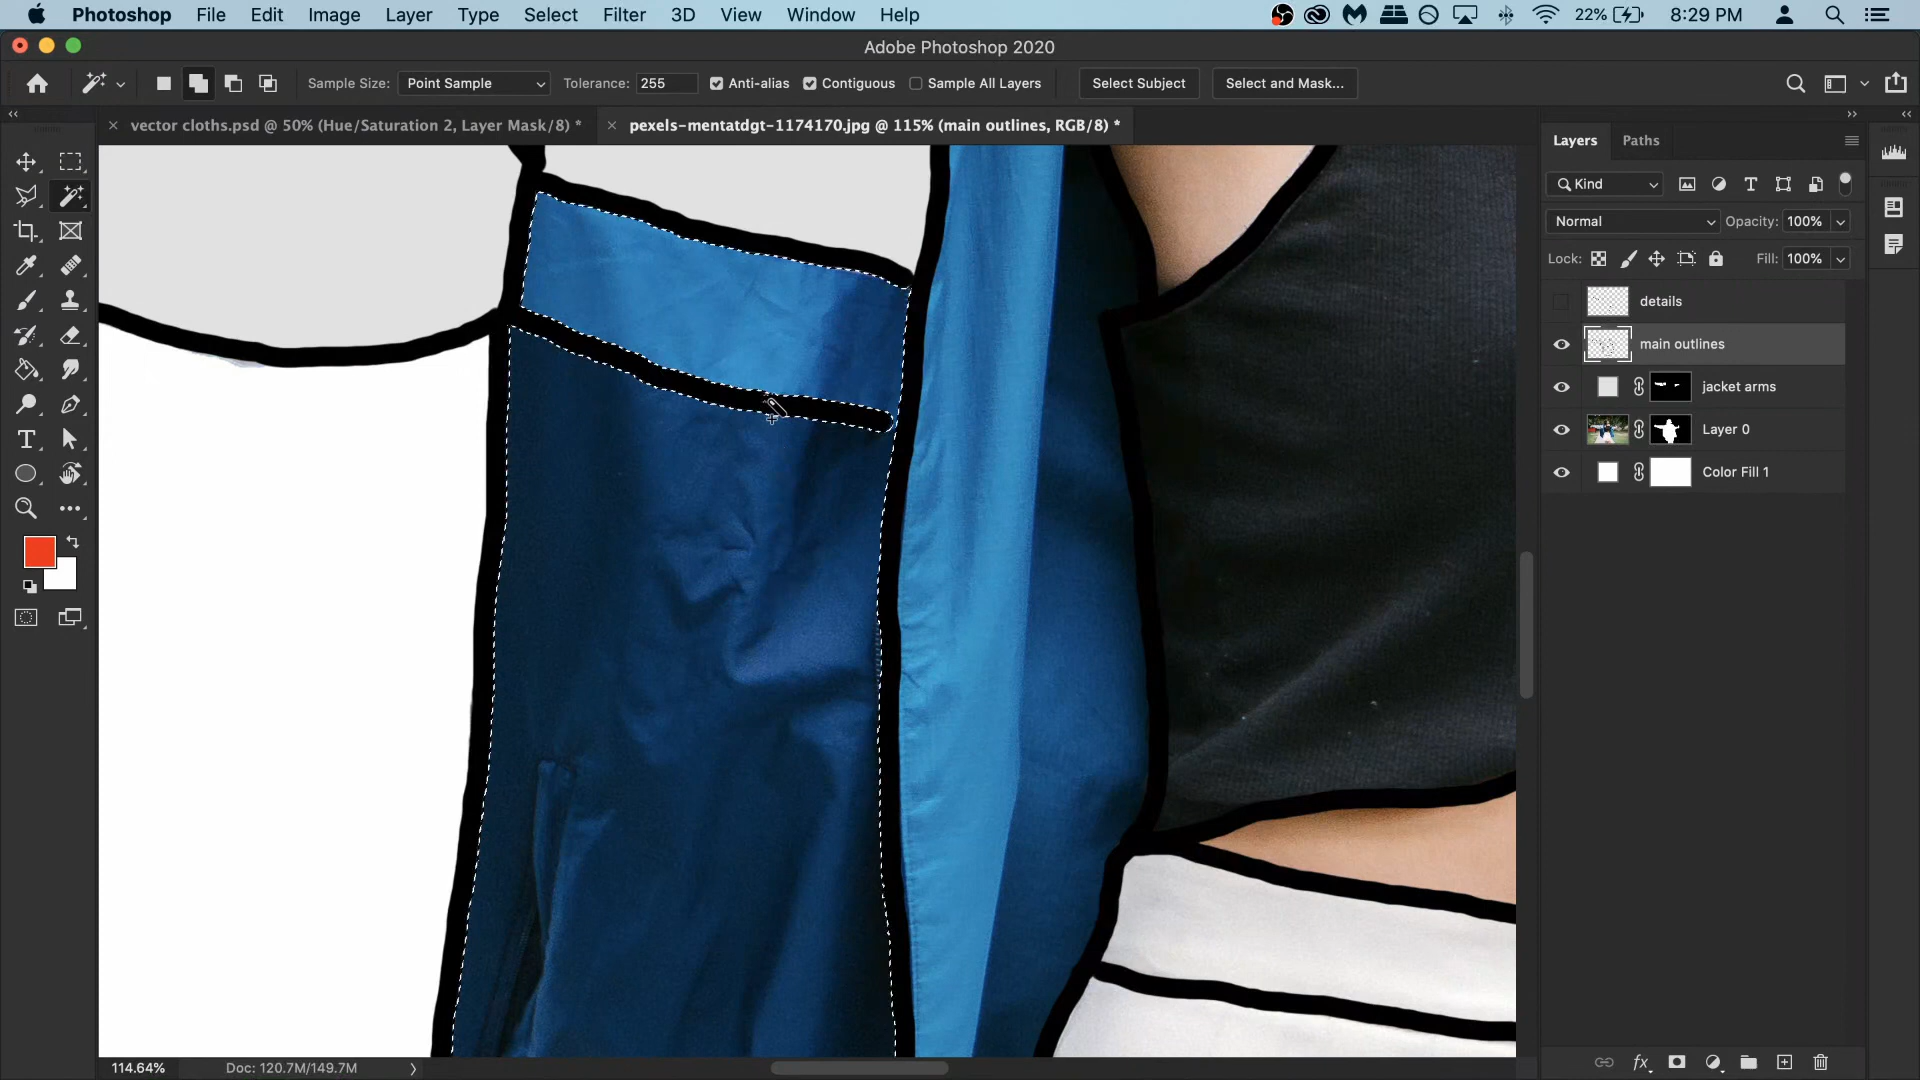 Photoshop File Edit Image Layer Type Select Filter 3D View Window Help 22% 8:29 PM
Adobe Photoshop 2020
Sample Size: Point Sample Tolerance: 255 Anti-alias Contiguous Sample All Layers Select Subject Select and Mask...
vector cloths.psd @ 50% (Hue/Saturation 2, Layer Mask/8) * pexels-mentatdgt-1174170.jpg @ 115% (main outlines, RGB/8) *
Layers Paths
Kind
Normal Opacity: 100%
Lock: Fill: 100%
details
main outlines
jacket arms
Layer 0
Color Fill 1
114.64% Doc: 120.7M/149.7M